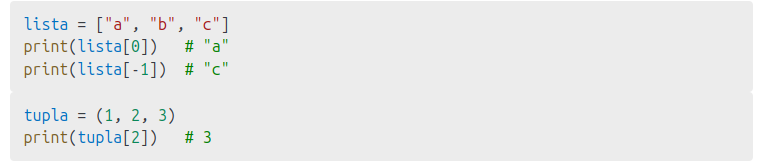 lista = ["a", "b", "c"]
print(lista[0])   # "a"
print(lista[-1])  # "c"
tupla = (1, 2, 3)
print(tupla[2])   # 3